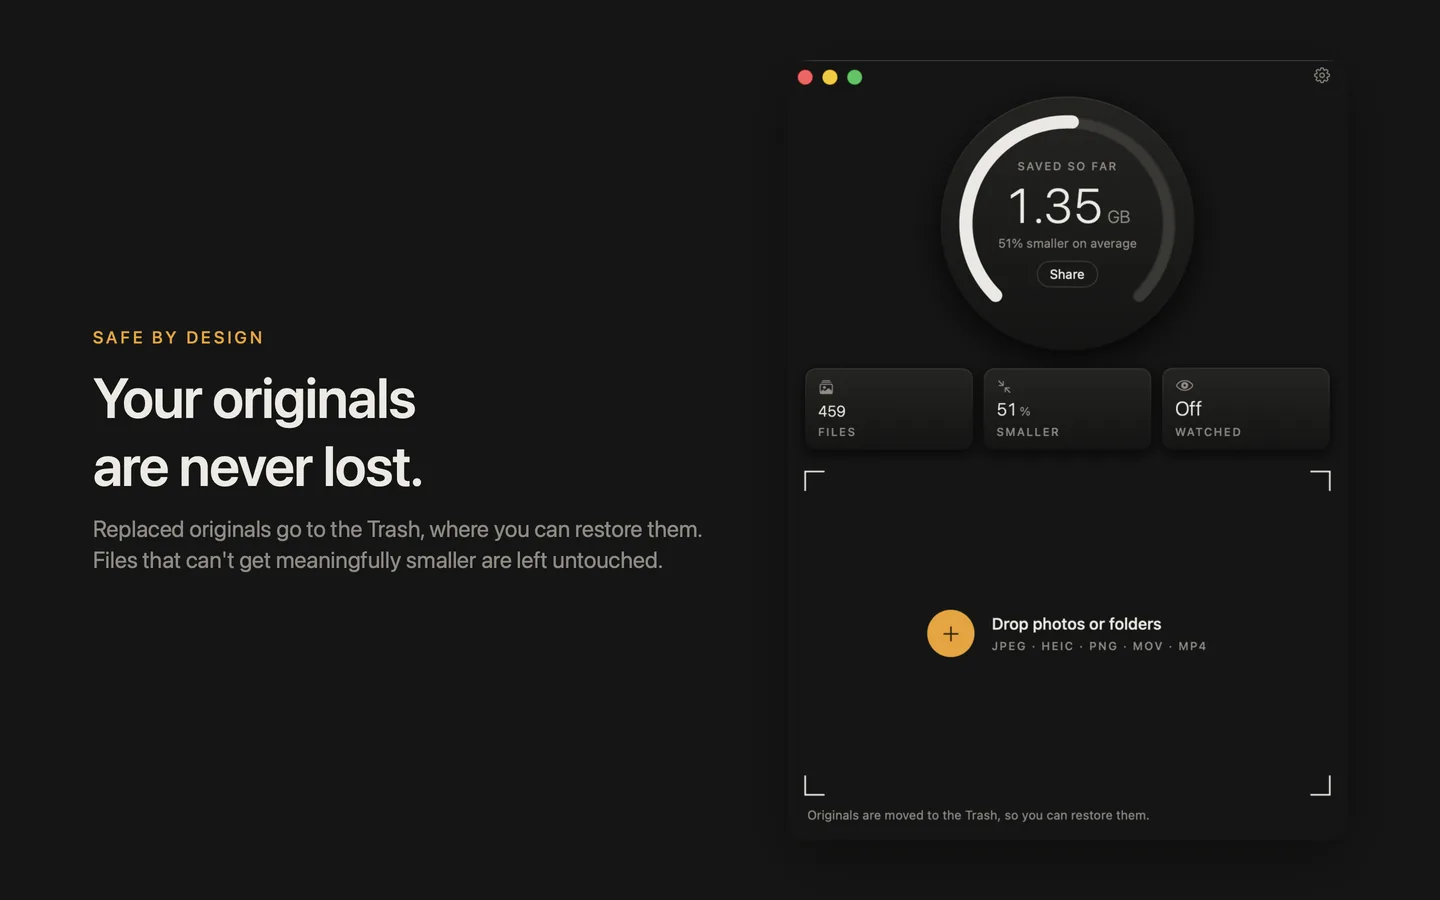 SAFE BY DESIGN
Your originals
are never lost.
Replaced originals go to the Trash, where you can restore them.
Files that can't get meaningfully smaller are left untouched.
SAVED SO FAR
1.35 GB
51% smaller on average
Share
459
FILES
51 %
SMALLER
Off
WATCHED
Drop photos or folders
JPEG · HEIC · PNG · MOV · MP4
Originals are moved to the Trash, so you can restore them.